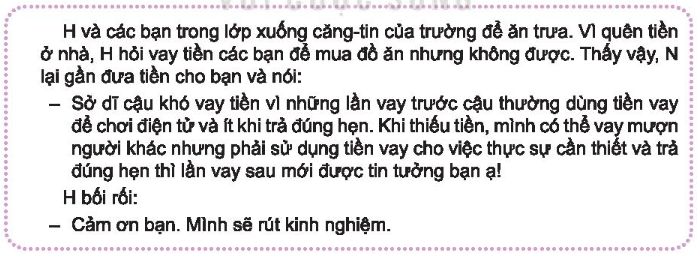 H và các bạn trong lớp xuống căng-tin của trường để ăn trưa. Vì quên tiền
ở nhà, H hỏi vay tiền các bạn để mua đồ ăn nhưng không được. Thấy vậy, N
lại gần đưa tiền cho bạn và nói:
– Sở dĩ cậu khó vay tiền vì những lần vay trước cậu thường dùng tiền vay
để chơi điện tử và ít khi trả đúng hẹn. Khi thiếu tiền, mình có thể vay mượn
người khác nhưng phải sử dụng tiền vay cho việc thực sự cần thiết và trả
đúng hẹn thì lần vay sau mới được tin tưởng bạn ạ!
H bối rối:
– Cảm ơn bạn. Mình sẽ rút kinh nghiệm.